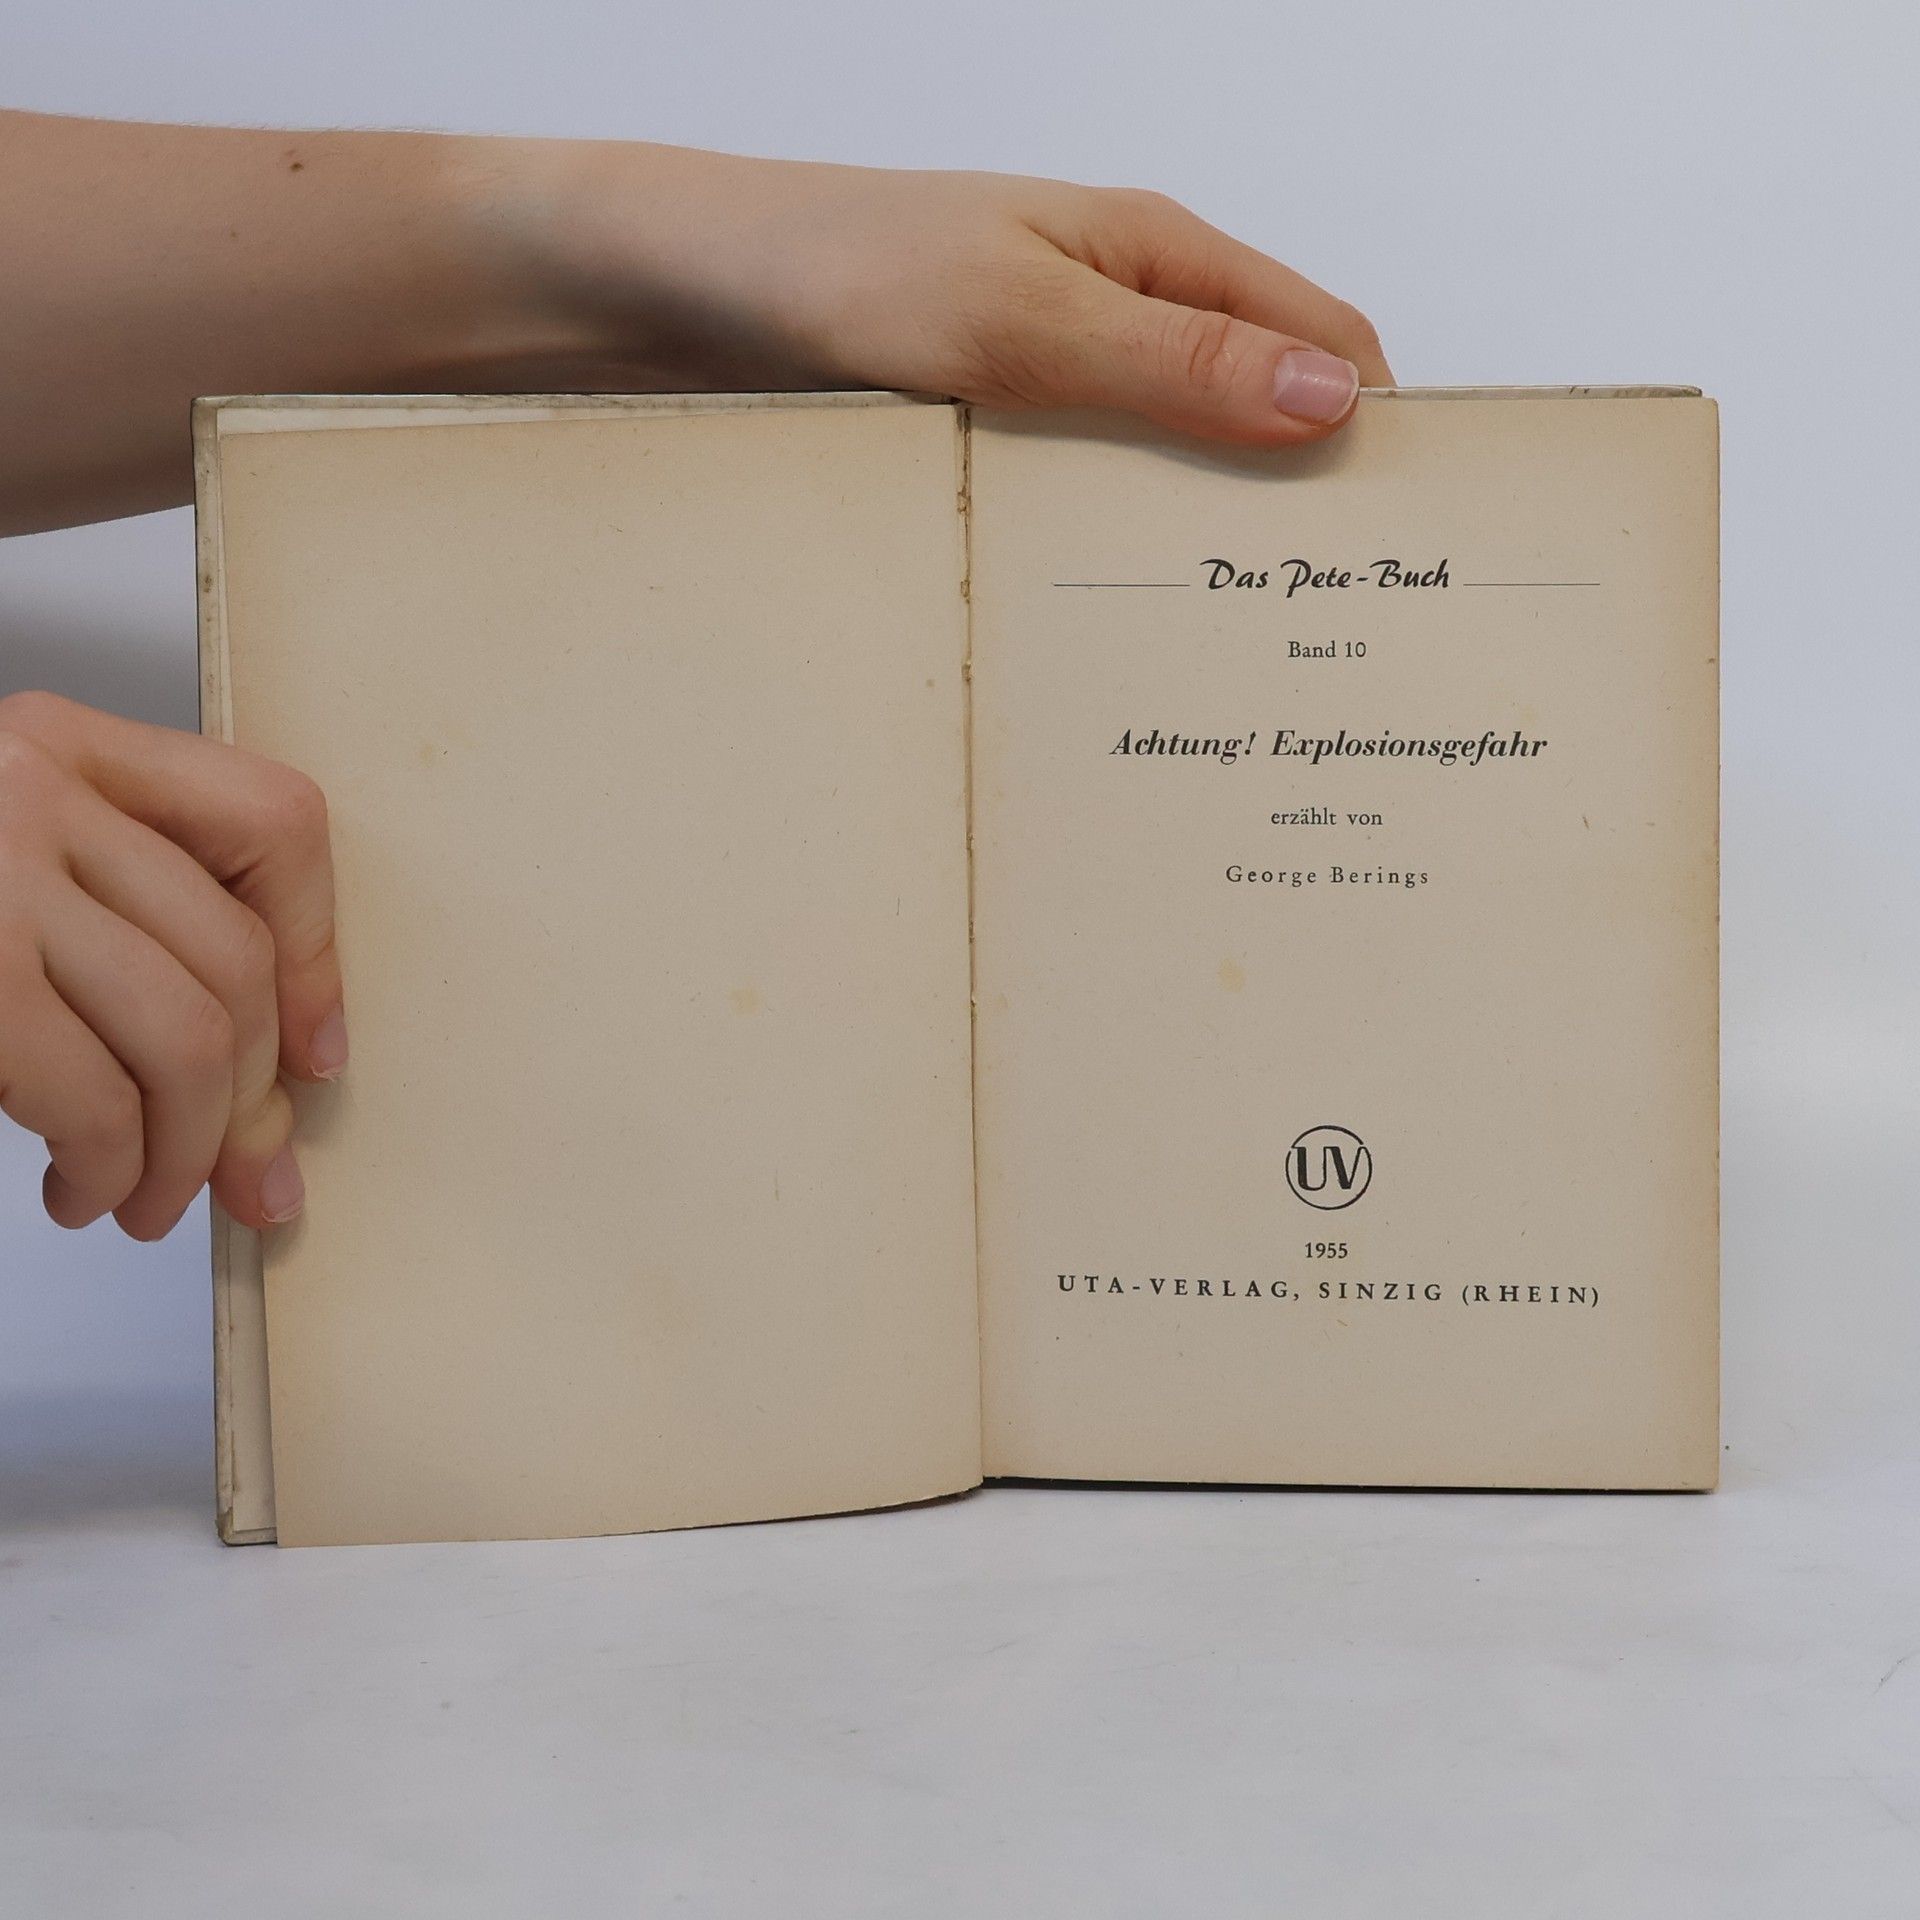 Das Pete-Buch
Band 10
Achtung! Explosionsgefahr
erzählt von
George Berings
UV
1955
UTA-VERLAG, SINZIG (RHEIN)